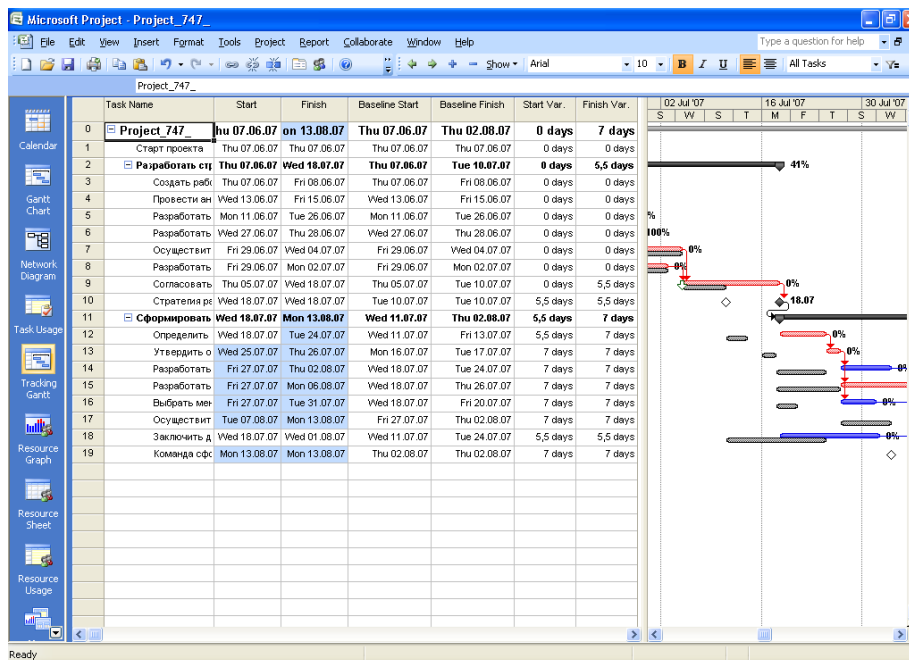 Microsoft Project - Project_747_
File Edit View Insert Format Tools Project Report Collaborate Window Help Type a question for help
Show Arial 10 B I U All Tasks
Project_747_
Task Name Start Finish Baseline Start Baseline Finish Start Var. Finish Var. 02 Jul '07 16 Jul '07 30 Jul '07
S W S T M F T S W
0 Project_747_ hu 07.06.07 on 13.08.07 Thu 07.06.07 Thu 02.08.07 0 days 7 days
1 Старт проекта Thu 07.06.07 Thu 07.06.07 Thu 07.06.07 Thu 07.06.07 0 days 0 days
2 Разработать стр Thu 07.06.07 Wed 18.07.07 Thu 07.06.07 Tue 10.07.07 0 days 5,5 days 41%
3 Создать рабо Thu 07.06.07 Fri 08.06.07 Thu 07.06.07 Fri 08.06.07 0 days 0 days
4 Провести ан Wed 13.06.07 Fri 15.06.07 Wed 13.06.07 Fri 15.06.07 0 days 0 days
5 Разработать Mon 11.06.07 Tue 26.06.07 Mon 11.06.07 Tue 26.06.07 0 days 0 days %
6 Разработать Wed 27.06.07 Thu 28.06.07 Wed 27.06.07 Thu 28.06.07 0 days 0 days 100%
7 Осуществит Fri 29.06.07 Wed 04.07.07 Fri 29.06.07 Wed 04.07.07 0 days 0 days 0%
8 Разработать Fri 29.06.07 Mon 02.07.07 Fri 29.06.07 Mon 02.07.07 0 days 0 days 0%
9 Согласовать Thu 05.07.07 Wed 18.07.07 Thu 05.07.07 Tue 10.07.07 0 days 5,5 days 0%
10 Стратегия ра Wed 18.07.07 Wed 18.07.07 Tue 10.07.07 Tue 10.07.07 5,5 days 5,5 days 18.07
11 Сформировать Wed 18.07.07 Mon 13.08.07 Wed 11.07.07 Thu 02.08.07 5,5 days 7 days
12 Определить Wed 18.07.07 Tue 24.07.07 Wed 11.07.07 Fri 13.07.07 5,5 days 7 days 0%
13 Утвердить о Wed 25.07.07 Thu 26.07.07 Mon 16.07.07 Tue 17.07.07 7 days 7 days 0%
14 Разработать Fri 27.07.07 Thu 02.08.07 Wed 18.07.07 Tue 24.07.07 7 days 7 days 0%
15 Разработать Fri 27.07.07 Mon 06.08.07 Wed 18.07.07 Thu 26.07.07 7 days 7 days
16 Выбрать мен Fri 27.07.07 Tue 31.07.07 Wed 18.07.07 Fri 20.07.07 7 days 7 days 0%
17 Осуществит Tue 07.08.07 Mon 13.08.07 Fri 27.07.07 Thu 02.08.07 7 days 7 days
18 Заключить д Wed 18.07.07 Wed 01.08.07 Wed 11.07.07 Tue 24.07.07 5,5 days 5,5 days 0%
19 Команда сфо Mon 13.08.07 Mon 13.08.07 Thu 02.08.07 Thu 02.08.07 7 days 7 days
Calendar
Gantt
Chart
Network
Diagram
Task Usage
Tracking
Gantt
Resource
Graph
Resource
Sheet
Resource
Usage
Ready